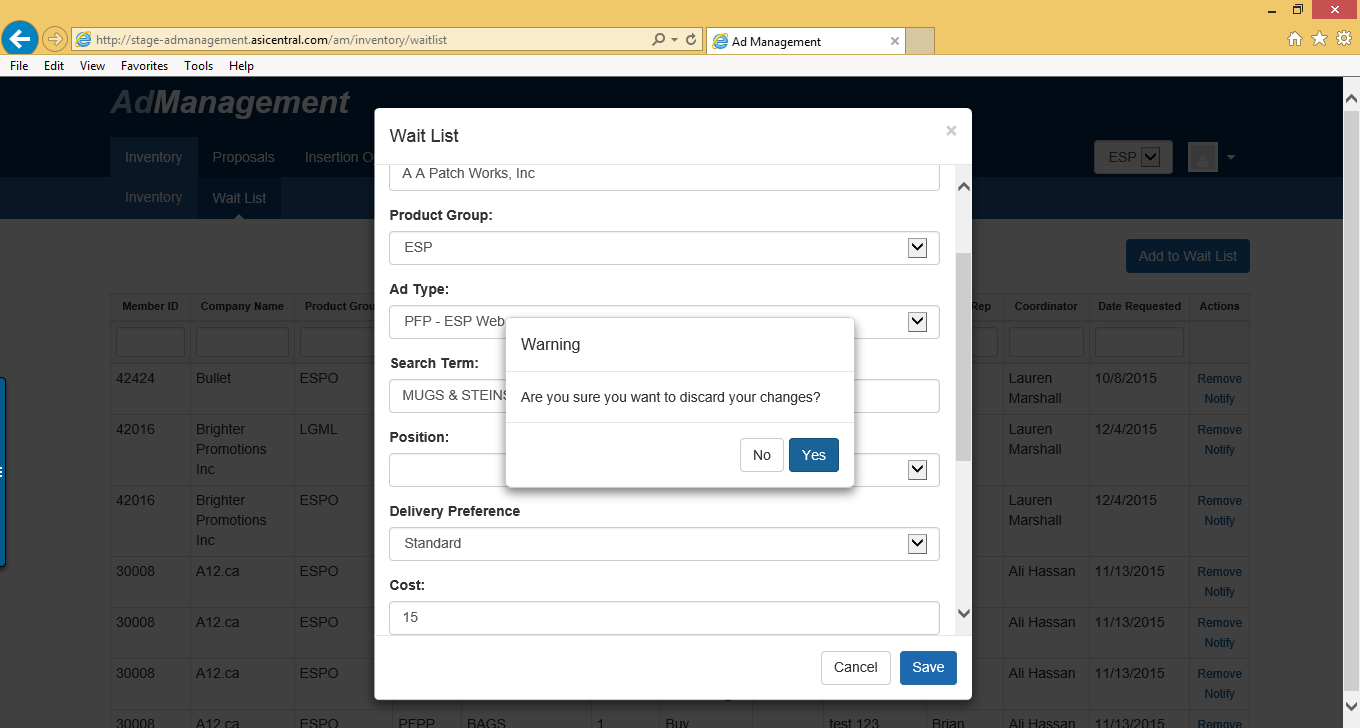 http://stage-admanagement.asicentral.com/am/inventory/waitlist
Ad Management
File Edit View Favorites Tools Help
AdManagement
Inventory Proposals Insertion O
ESP
Inventory Wait List
Add to Wait List
Wait List
×
A A Patch Works, Inc
Product Group:
ESP
Ad Type:
PFP - ESP Web
Search Term:
MUGS & STEINS
Position:
Delivery Preference
Standard
Cost:
15
Cancel Save
Warning
Are you sure you want to discard your changes?
No Yes
Member ID Company Name Product Grou Rep Coordinator Date Requested Actions
42424 Bullet ESPO Lauren Marshall 10/8/2015 Remove
Notify
42016 Brighter Promotions Inc LGML Lauren Marshall 12/4/2015 Remove
Notify
42016 Brighter Promotions Inc ESPO Lauren Marshall 12/4/2015 Remove
Notify
30008 A12.ca ESPO Ali Hassan 11/13/2015 Remove
Notify
30008 A12.ca ESPO Ali Hassan 11/13/2015 Remove
Notify
30008 A12.ca ESPO Ali Hassan 11/13/2015 Remove
Notify
30008 A12.ca ESPO PFPP BAGS 1 Buy test 123 Brian Ali Hassan 11/13/2015 Remove